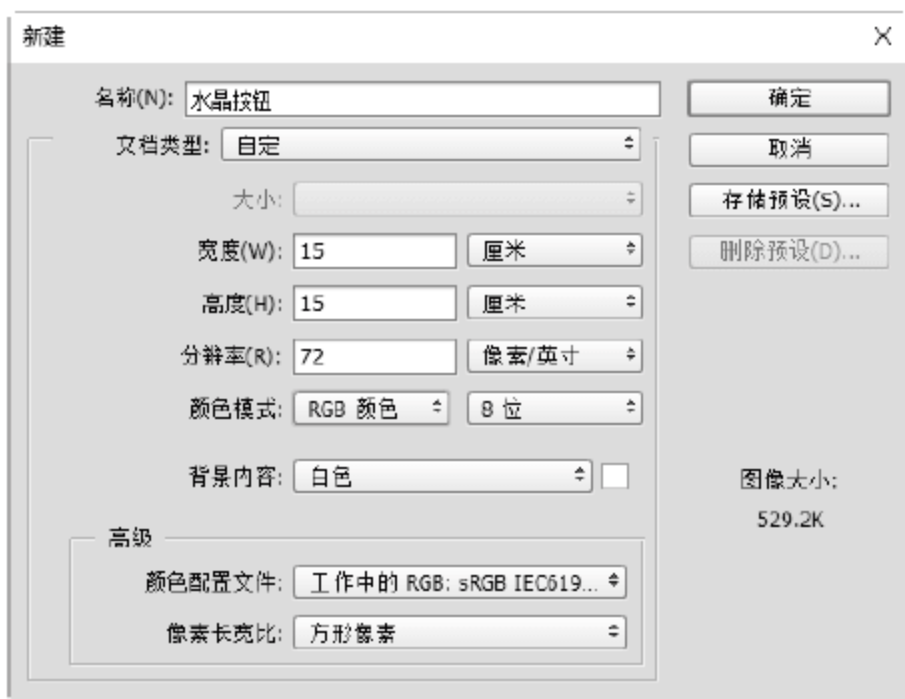 新建
名称(N): 水晶按钮 确定
文档类型: 自定 取消
大小: 存储预设(S)...
宽度(W): 15 厘米 删除预设(D)...
高度(H): 15 厘米
分辨率(R): 72 像素/英寸
颜色模式: RGB 颜色 8 位
背景内容: 白色 图像大小:
529.2K
高级
颜色配置文件: 工作中的 RGB: sRGB IEC619...
像素长宽比: 方形像素